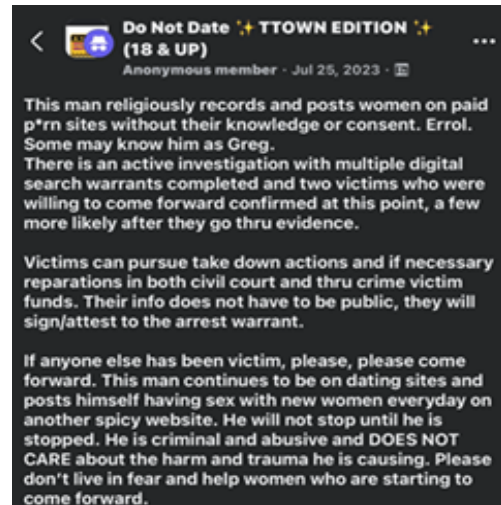 Do Not Date ✨ TTOWN EDITION ✨
(18 & UP)
Anonymous member · Jul 25, 2023 ·
This man religiously records and posts women on paid
p*rn sites without their knowledge or consent. Errol.
Some may know him as Greg.
There is an active investigation with multiple digital
search warrants completed and two victims who were
willing to come forward confirmed at this point, a few
more likely after they go thru evidence.
Victims can pursue take down actions and if necessary
reparations in both civil court and thru crime victim
funds. Their info does not have to be public, they will
sign/attest to the arrest warrant.
If anyone else has been victim, please, please come
forward. This man continues to be on dating sites and
posts himself having sex with new women everyday on
another spicy website. He will not stop until he is
stopped. He is criminal and abusive and DOES NOT
CARE about the harm and trauma he is causing. Please
don't live in fear and help women who are starting to
come forward.